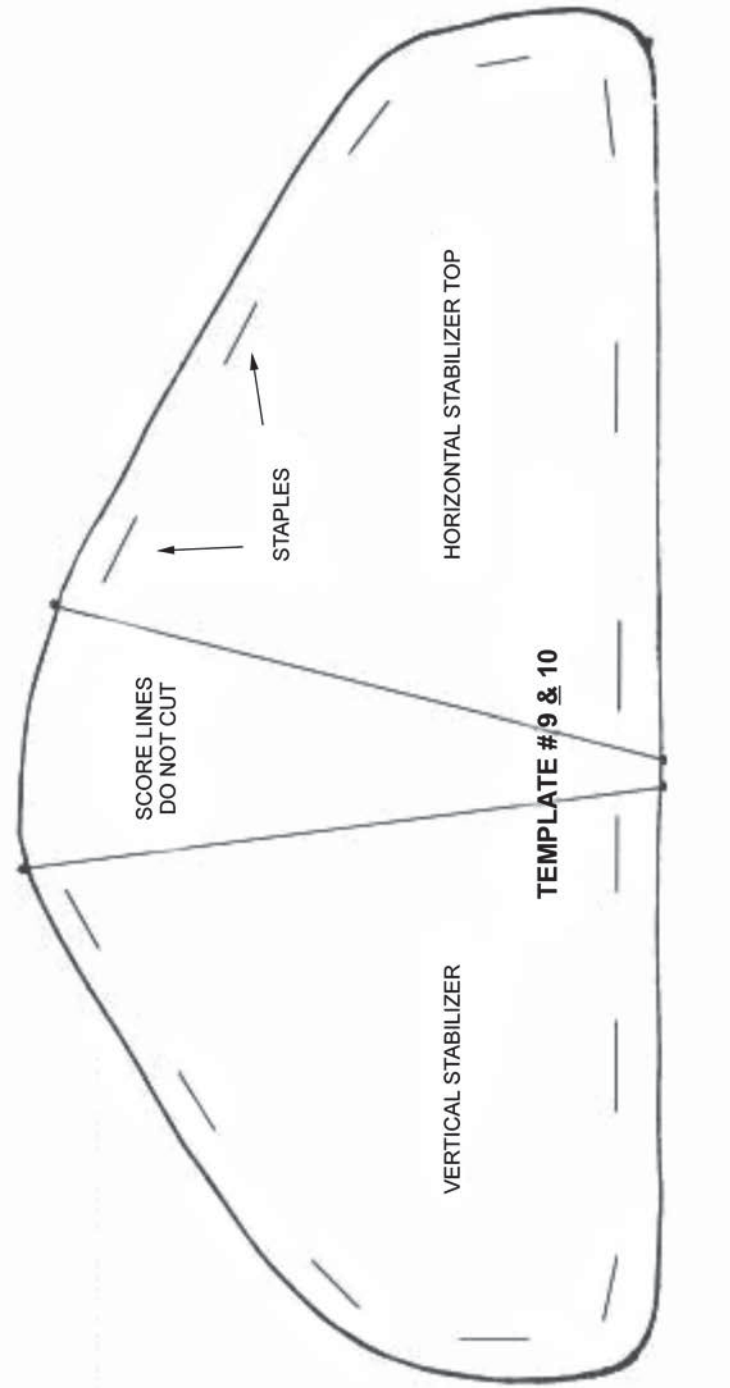 SCORE LINES
DO NOT CUT
STAPLES
VERTICAL STABILIZER
HORIZONTAL STABILIZER TOP
TEMPLATE # 9 & 10